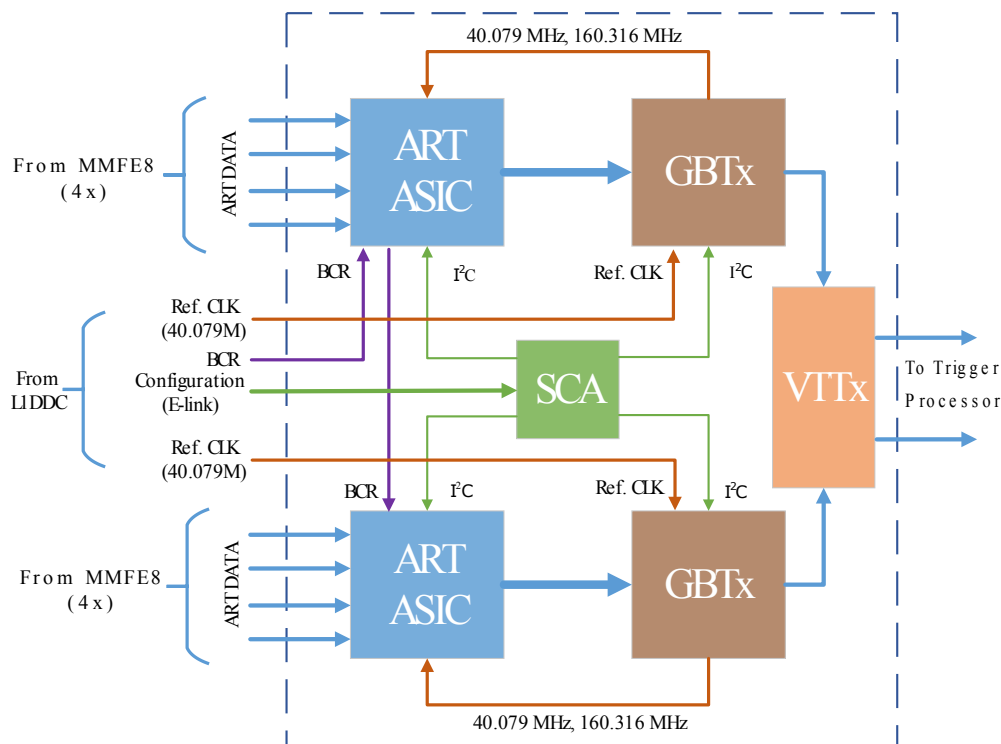 40.079 MHz, 160.316 MHz
From MMFE8
(4x)
ART DATA
ART
ASIC
GBTx
BCR
I²C
Ref. CLK
I²C
Ref. CLK
(40.079M)
BCR
Configuration
(E-link)
From
L1DDC
SCA
VTTx
To Trigger
Processor
Ref. CLK
(40.079M)
BCR
I²C
Ref. CLK
I²C
From MMFE8
(4x)
ART DATA
ART
ASIC
GBTx
40.079 MHz, 160.316 MHz